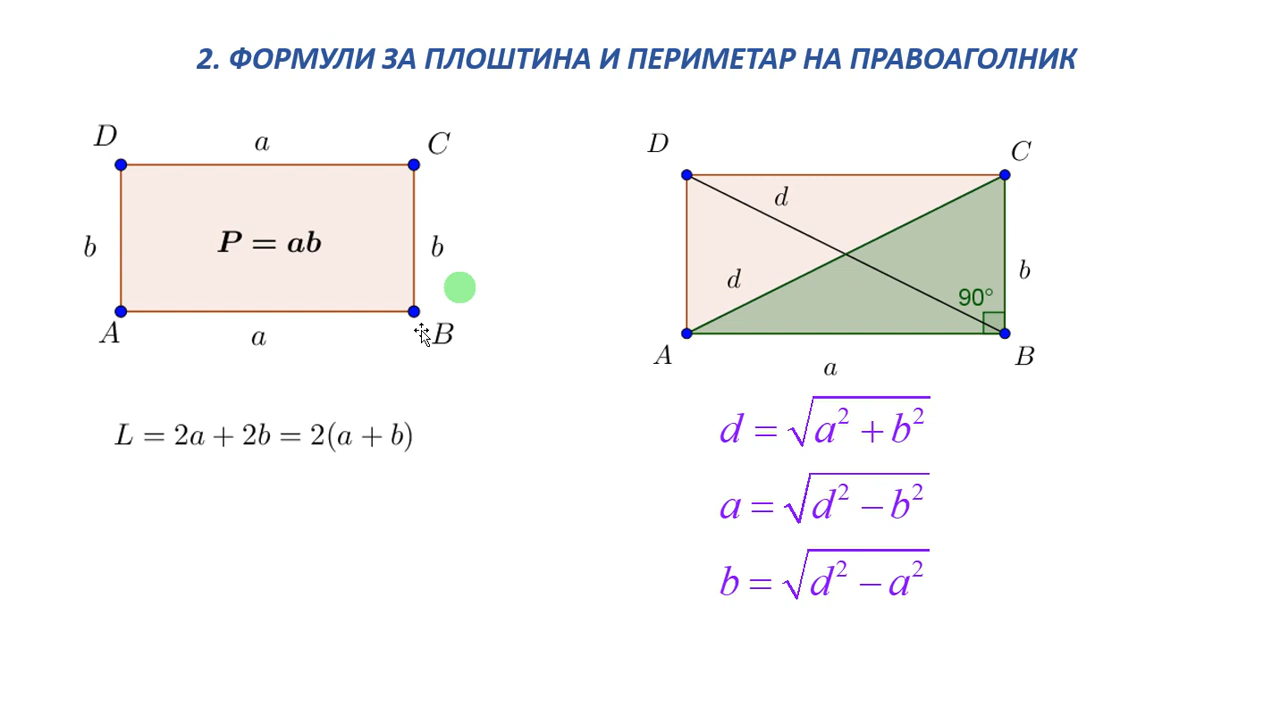 2. ФОРМУЛИ ЗА ПЛОШТИНА И ПЕРИМЕТАР НА ПРАВОАГОЛНИК
D a C
b P = ab b
A a B
L = 2a + 2b = 2(a + b)
D C
d
d b
90°
A a B
d = √(a² + b²)
a = √(d² − b²)
b = √(d² − a²)